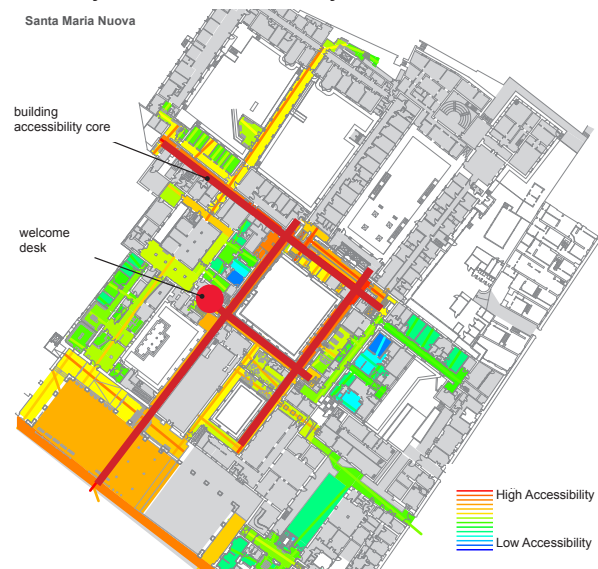 Santa Maria Nuova
building
accessibility core
welcome
desk
High Accessibility
Low Accessibility